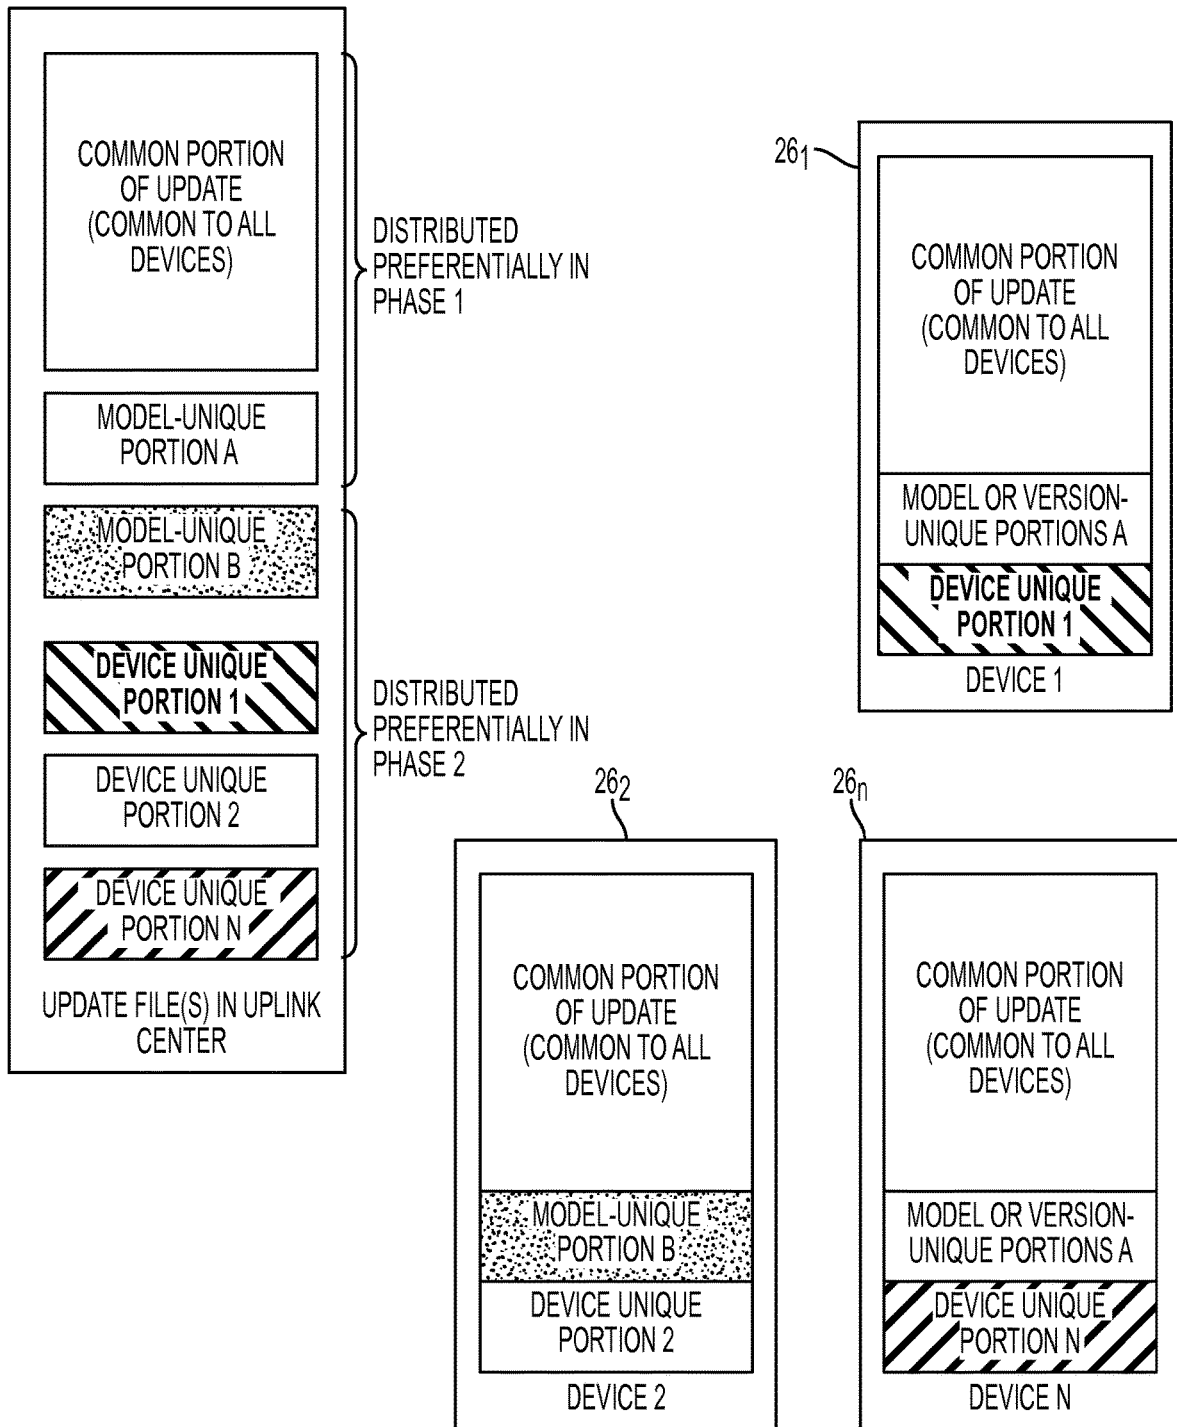 COMMON PORTION
OF UPDATE
(COMMON TO ALL
DEVICES)
MODEL-UNIQUE
PORTION A
DISTRIBUTED
PREFERENTIALLY IN
PHASE 1
MODEL-UNIQUE
PORTION B
DEVICE UNIQUE
PORTION 1
DEVICE UNIQUE
PORTION 2
DEVICE UNIQUE
PORTION N
DISTRIBUTED
PREFERENTIALLY IN
PHASE 2
UPDATE FILE(S) IN UPLINK
CENTER
26₁
COMMON PORTION
OF UPDATE
(COMMON TO ALL
DEVICES)
MODEL OR VERSION-
UNIQUE PORTIONS A
DEVICE UNIQUE
PORTION 1
DEVICE 1
26₂
COMMON PORTION
OF UPDATE
(COMMON TO ALL
DEVICES)
MODEL-UNIQUE
PORTION B
DEVICE UNIQUE
PORTION 2
DEVICE 2
26ₙ
COMMON PORTION
OF UPDATE
(COMMON TO ALL
DEVICES)
MODEL OR VERSION-
UNIQUE PORTIONS A
DEVICE UNIQUE
PORTION N
DEVICE N